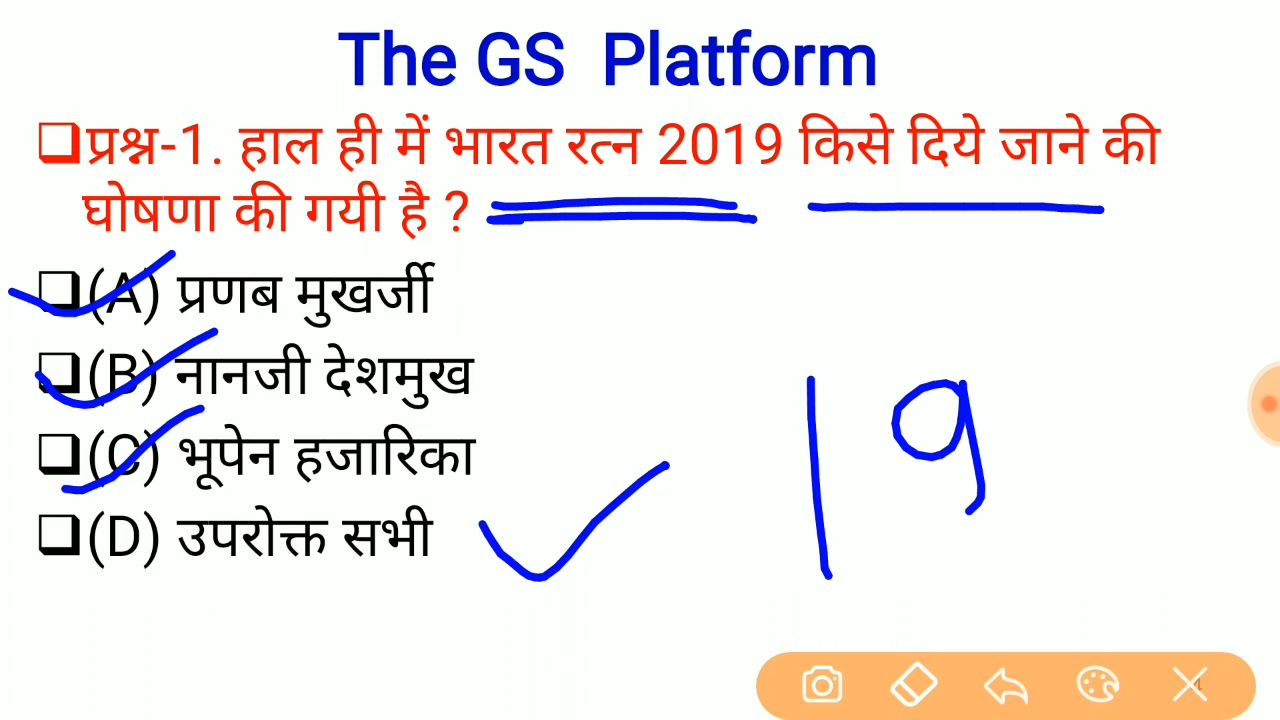 The GS Platform
प्रश्न-1. हाल ही में भारत रत्न 2019 किसे दिये जाने की
घोषणा की गयी है ?
(A) प्रणब मुखर्जी
(B) नानजी देशमुख
(C) भूपेन हजारिका
(D) उपरोक्त सभी
19